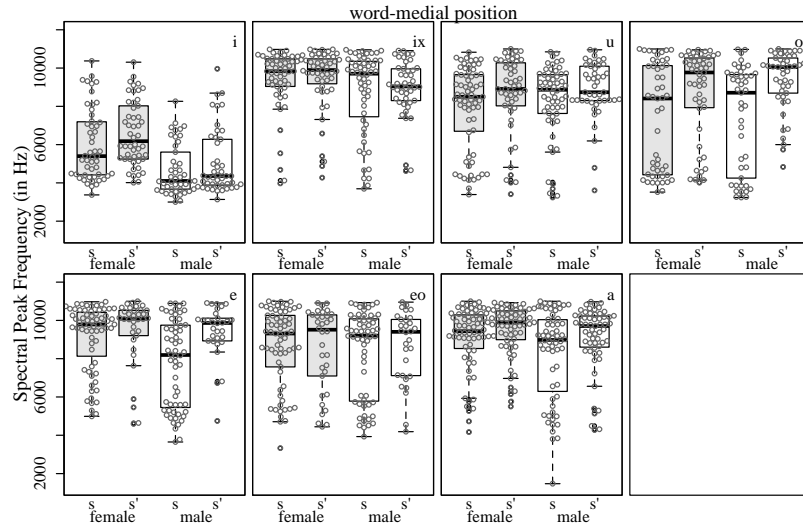 word-medial position
i
ix
u
o
10000
6000
2000
s s' s s'
female male
s s' s s'
female male
s s' s s'
female male
s s' s s'
female male
Spectral Peak Frequency (in Hz)
e
eo
a
10000
6000
2000
s s' s s'
female male
s s' s s'
female male
s s' s s'
female male